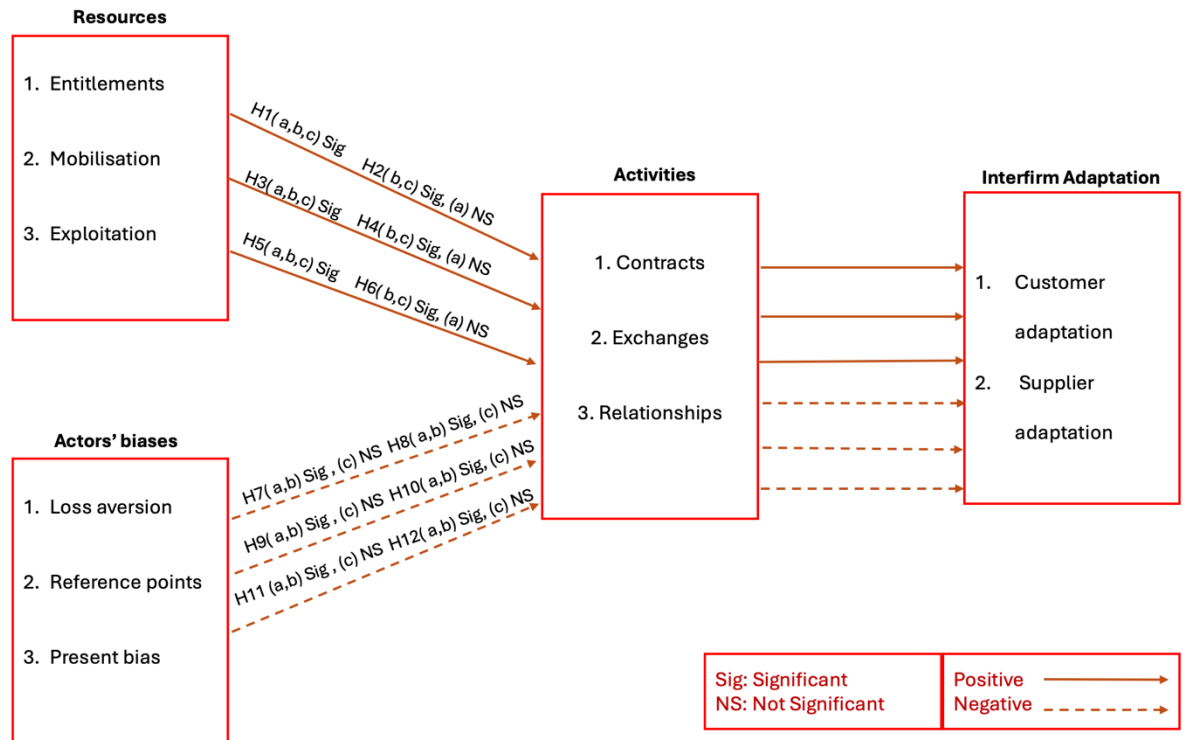 Resources
1. Entitlements
2. Mobilisation
3. Exploitation
H1( a,b,c) Sig H2( b,c) Sig, (a) NS
H3( a,b,c) Sig H4( b,c) Sig, (a) NS
H5( a,b,c) Sig H6( b,c) Sig, (a) NS
Actors’ biases
1. Loss aversion
2. Reference points
3. Present bias
H7( a,b) Sig , (c) NS H8( a,b) Sig, (c) NS
H9( a,b) Sig , (c) NS H10( a,b) Sig, (c) NS
H11 (a,b) Sig , (c) NS H12( a,b) Sig, (c) NS
Activities
1. Contracts
2. Exchanges
3. Relationships
Interfirm Adaptation
1. Customer
adaptation
2. Supplier
adaptation
Sig: Significant
NS: Not Significant
Positive
Negative